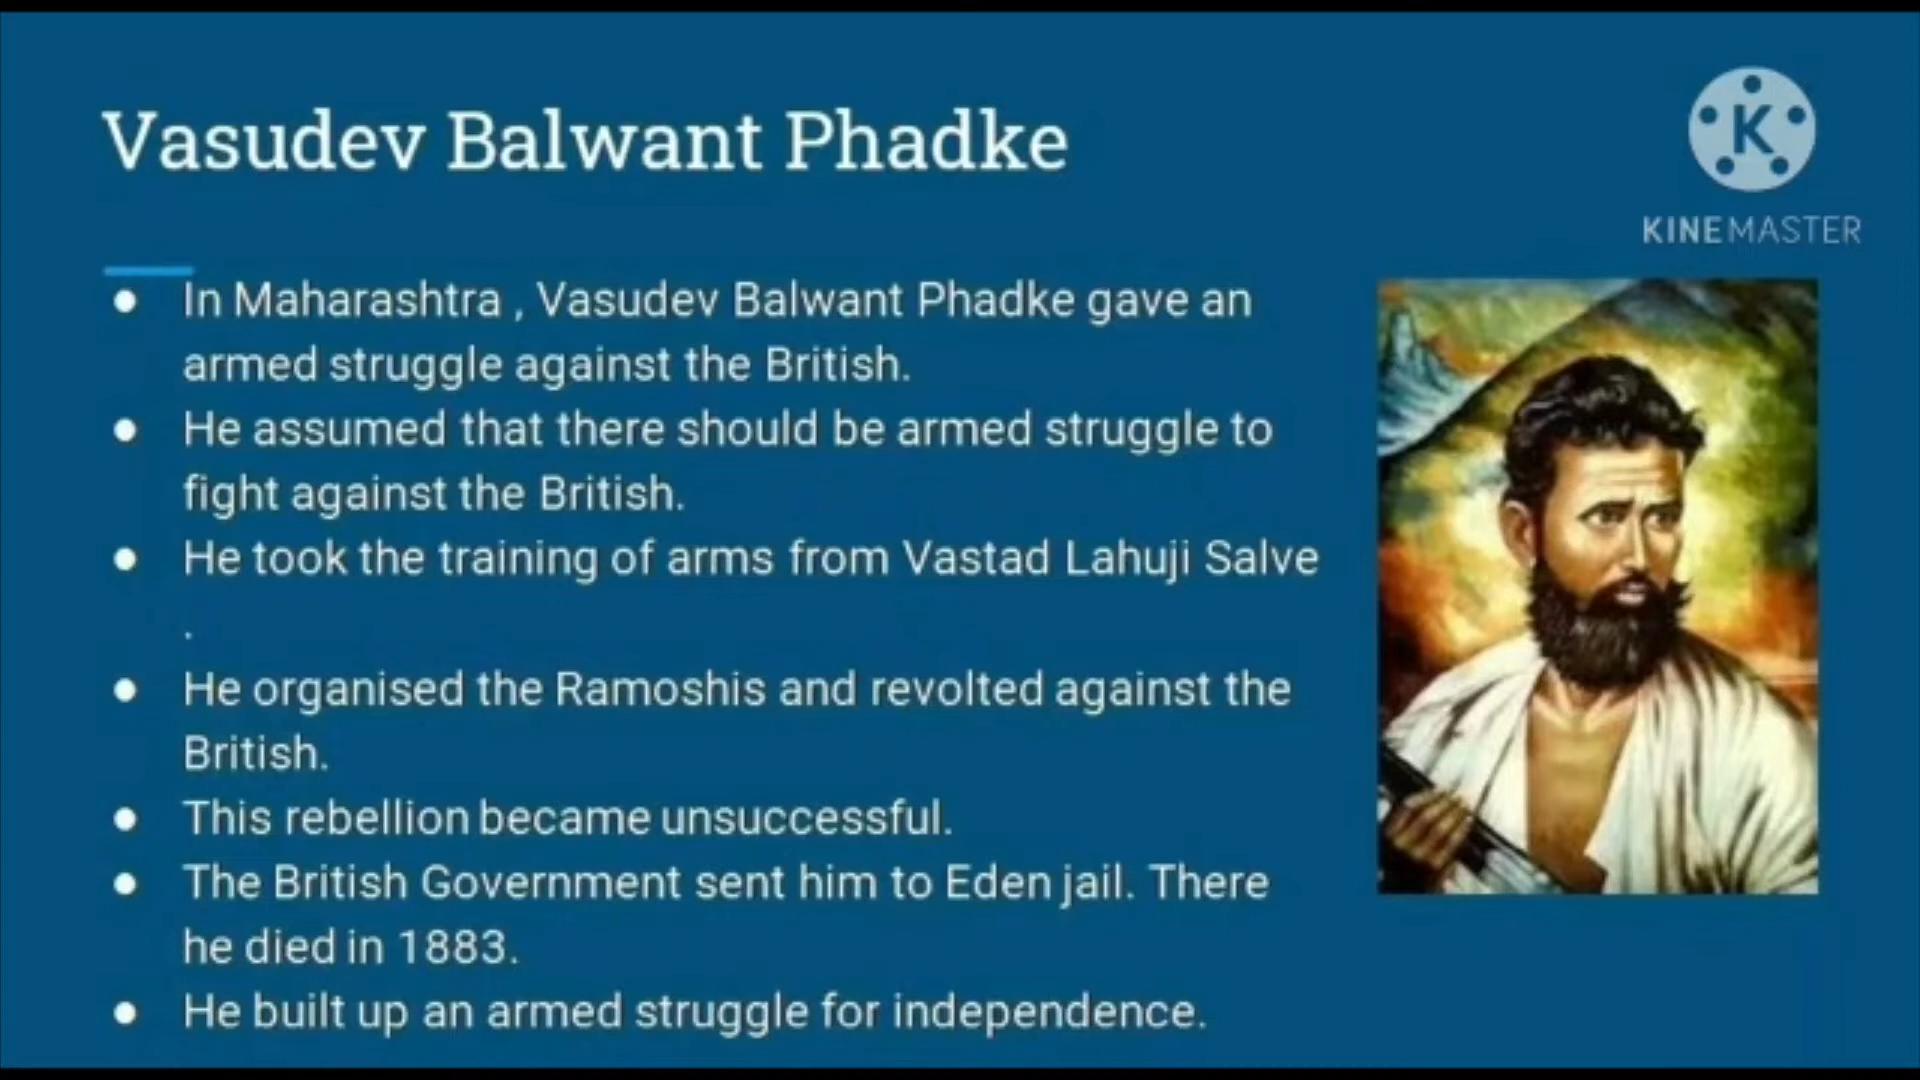 Vasudev Balwant Phadke
K
KINEMASTER
● In Maharashtra , Vasudev Balwant Phadke gave an
armed struggle against the British.
● He assumed that there should be armed struggle to
fight against the British.
● He took the training of arms from Vastad Lahuji Salve
.
● He organised the Ramoshis and revolted against the
British.
● This rebellion became unsuccessful.
● The British Government sent him to Eden jail. There
he died in 1883.
● He built up an armed struggle for independence.